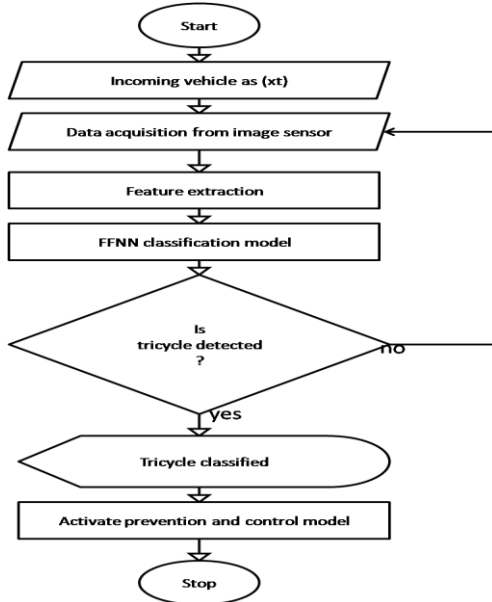 Start
Incoming vehicle as (xt)
Data acquisition from image sensor
Feature extraction
FFNN classification model
Is
tricycle detected
?
no
yes
Tricycle classified
Activate prevention and control model
Stop